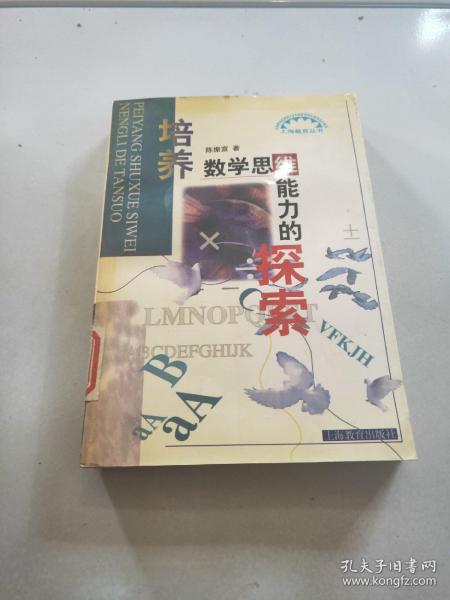 PEIYANG SHUXUE SIWEI
NENGLI DE TANSUO
上海教育丛书
陈振宣 著
培养
数学思维能力的
探索
LMNOPQRST
ABCDEFGHIJK
VFKJH
B
aA
aA
上海教育出版社
孔夫子旧书网
www.kongfz.com